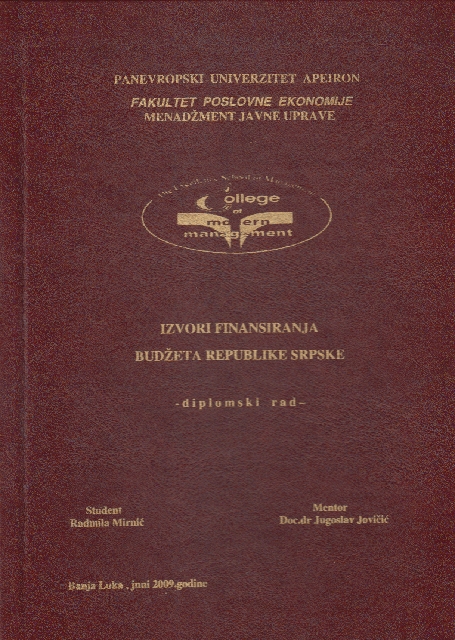 PANEVROPSKI UNIVERZITET APEIRON
FAKULTET POSLOVNE EKONOMIJE
MENADŽMENT JAVNE UPRAVE
College
of
modern
management
IZVORI FINANSIRANJA
BUDŽETA REPUBLIKE SRPSKE
-diplomski rad-
Student
Radmila Mirnić
Mentor
Doc.dr Jugoslav Jovičić
Banja Luka , juni 2009.godine